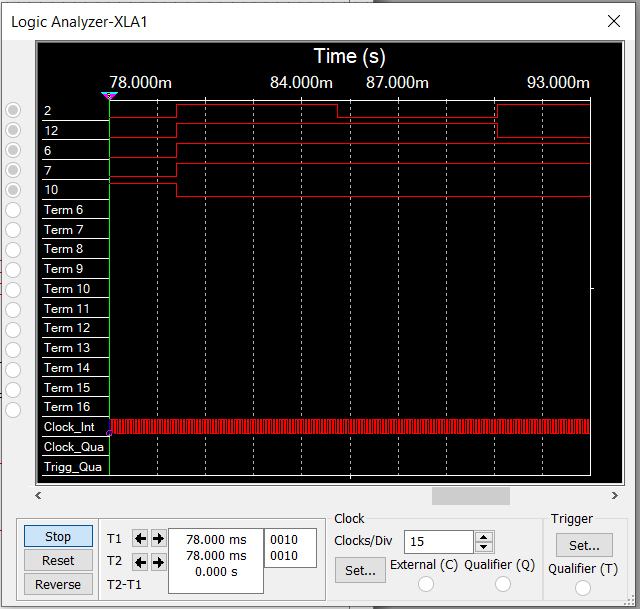 Logic Analyzer-XLA1
Time (s)
78.000m 84.000m 87.000m 93.000m
2
12
6
7
10
Term 6
Term 7
Term 8
Term 9
Term 10
Term 11
Term 12
Term 13
Term 14
Term 15
Term 16
Clock_Int
Clock_Qua
Trigg_Qua
Stop
Reset
Reverse
T1
T2
T2-T1
78.000 ms
78.000 ms
0.000 s
0010
0010
Clock
Clocks/Div 15
Set...
External (C) Qualifier (Q)
Trigger
Set...
Qualifier (T)